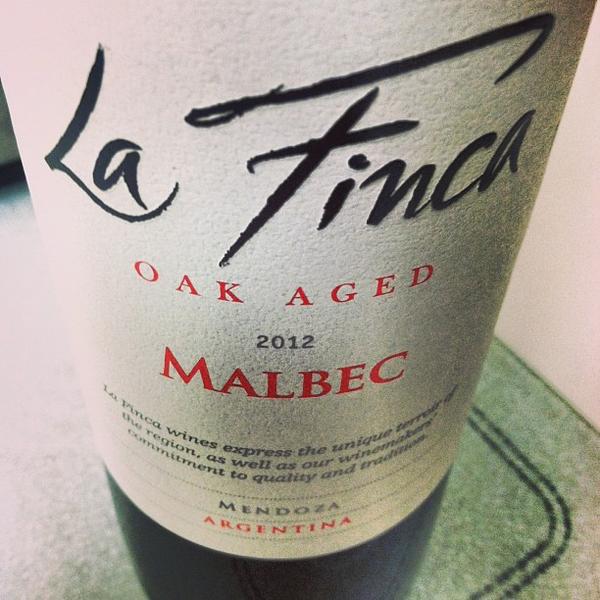 La Finca
OAK AGED
2012
MALBEC
La Finca wines express the unique terroir of
the region, as well as our winemakers'
commitment to quality and tradition.
MENDOZA
ARGENTINA